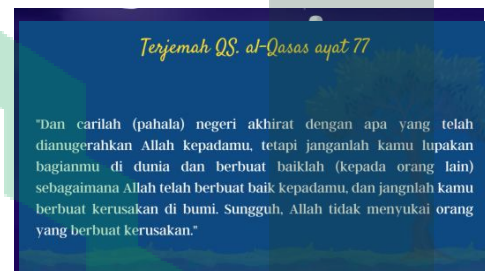 Terjemah QS. al-Qasas ayat 77
"Dan carilah (pahala) negeri akhirat dengan apa yang telah
dianugerahkan Allah kepadamu, tetapi janganlah kamu lupakan
bagianmu di dunia dan berbuat baiklah (kepada orang lain)
sebagaimana Allah telah berbuat baik kepadamu, dan jangnlah kamu
berbuat kerusakan di bumi. Sungguh, Allah tidak menyukai orang
yang berbuat kerusakan."